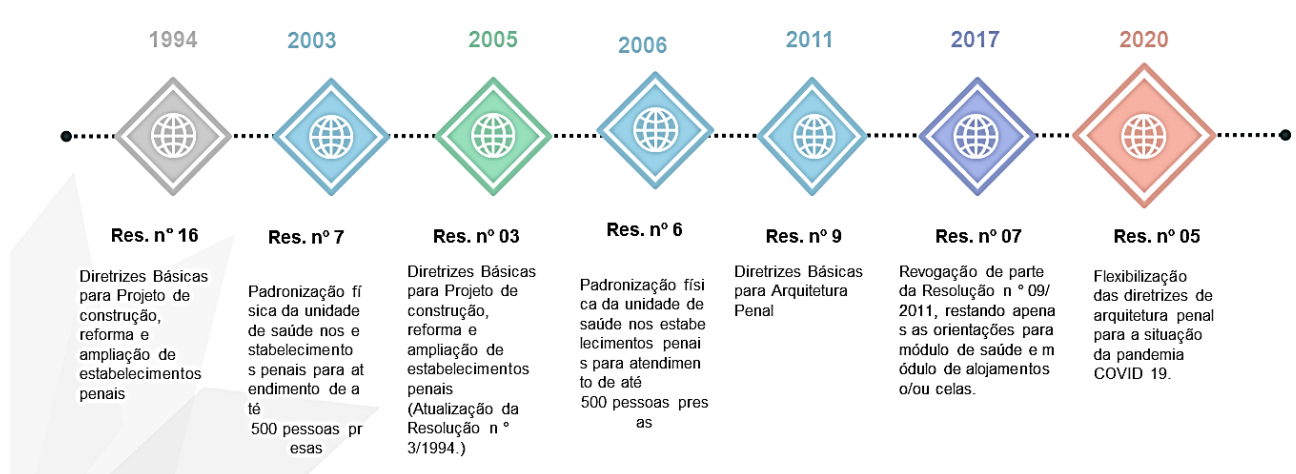 1994
2003
2005
2006
2011
2017
2020
Res. n° 16
Diretrizes Básicas
para Projeto de
construção,
reforma e
ampliação de
estabelecimentos
penais
Res. nº 7
Padronização fí
sica da unidade
de saúde nos e
stabelecimento
s penais para at
endimento de a
té
500 pessoas pr
esas
Res. nº 03
Diretrizes Básicas
para Projeto de
construção,
reforma e
ampliação de
estabelecimentos
penais
(Atualização da
Resolução n °
3/1994.)
Res. nº 6
Padronização físi
ca da unidade de
saúde nos estabe
lecimentos penai
s para atendimen
to de até
500 pessoas pres
as
Res. nº 9
Diretrizes Básicas
para Arquitetura
Penal
Res. nº 07
Revogação de parte
da Resolução n ° 09/
2011, restando apena
s as orientações para
módulo de saúde e m
ódulo de alojamentos
o/ou celas.
Res. nº 05
Flexibilização
das diretrizes de
arquitetura penal
para a situação
da pandemia
COVID 19.